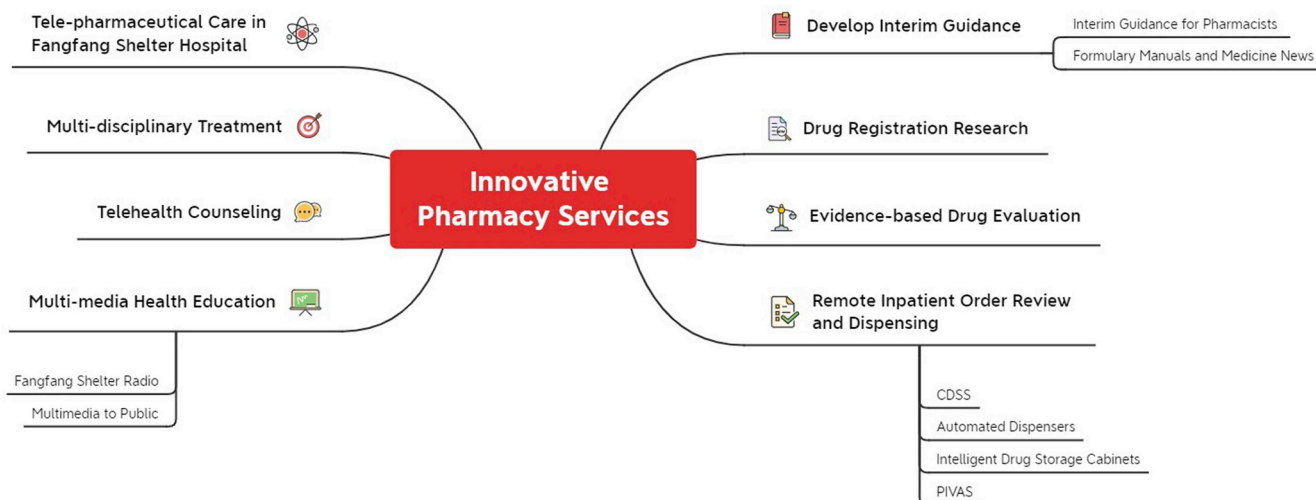 Tele-pharmaceutical Care in
Fangfang Shelter Hospital
Multi-disciplinary Treatment
Telehealth Counseling
Multi-media Health Education
Fangfang Shelter Radio
Multimedia to Public
Innovative
Pharmacy Services
Develop Interim Guidance
Interim Guidance for Pharmacists
Formulary Manuals and Medicine News
Drug Registration Research
Evidence-based Drug Evaluation
Remote Inpatient Order Review
and Dispensing
CDSS
Automated Dispensers
Intelligent Drug Storage Cabinets
PIVAS